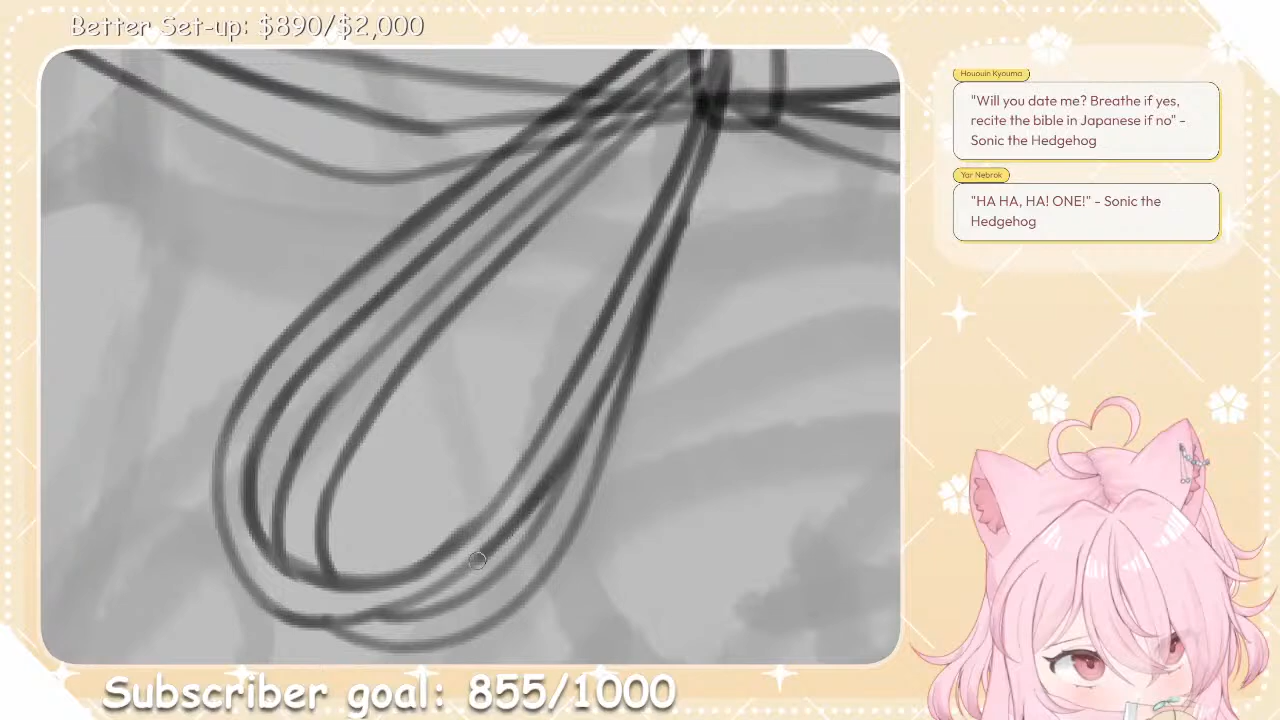 Better Set-up: $890/$2,000
Hououin Kyouma
"Will you date me? Breathe if yes,
recite the bible in Japanese if no" -
Sonic the Hedgehog
Yar Nebrok
"HA HA, HA! ONE!" - Sonic the
Hedgehog
Subscriber goal: 855/1000